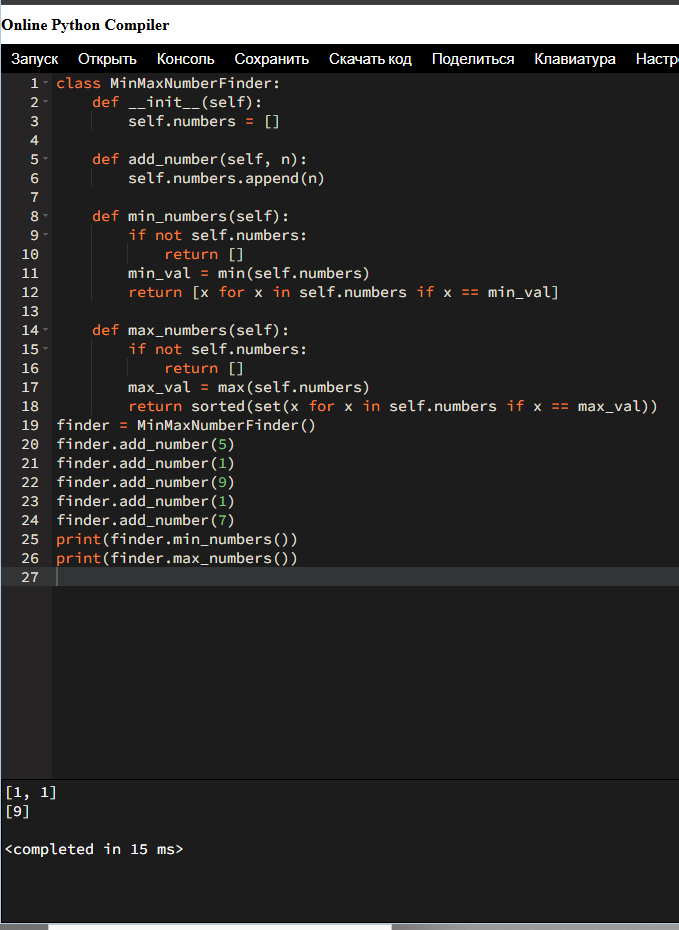 Online Python Compiler
Запуск Открыть Консоль Сохранить Скачать код Поделиться Клавиатура Настр
1 class MinMaxNumberFinder:
2     def __init__(self):
3         self.numbers = []
4
5     def add_number(self, n):
6         self.numbers.append(n)
7
8     def min_numbers(self):
9         if not self.numbers:
10             return []
11         min_val = min(self.numbers)
12         return [x for x in self.numbers if x == min_val]
13
14     def max_numbers(self):
15         if not self.numbers:
16             return []
17         max_val = max(self.numbers)
18         return sorted(set(x for x in self.numbers if x == max_val))
19 finder = MinMaxNumberFinder()
20 finder.add_number(5)
21 finder.add_number(1)
22 finder.add_number(9)
23 finder.add_number(1)
24 finder.add_number(7)
25 print(finder.min_numbers())
26 print(finder.max_numbers())
27
[1, 1]
[9]
<completed in 15 ms>